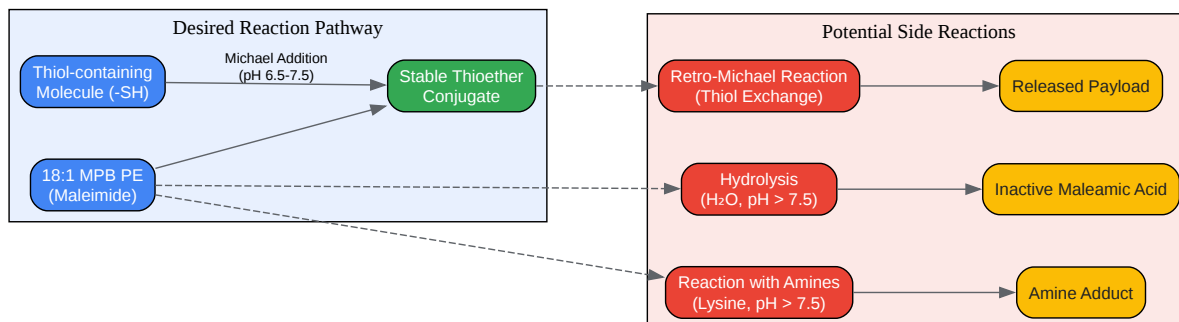 Desired Reaction Pathway
Thiol-containing
Molecule (-SH)
Michael Addition
(pH 6.5-7.5)
Stable Thioether
Conjugate
18:1 MPB PE
(Maleimide)
Potential Side Reactions
Retro-Michael Reaction
(Thiol Exchange)
Released Payload
Hydrolysis
(H₂O, pH > 7.5)
Inactive Maleamic Acid
Reaction with Amines
(Lysine, pH > 7.5)
Amine Adduct